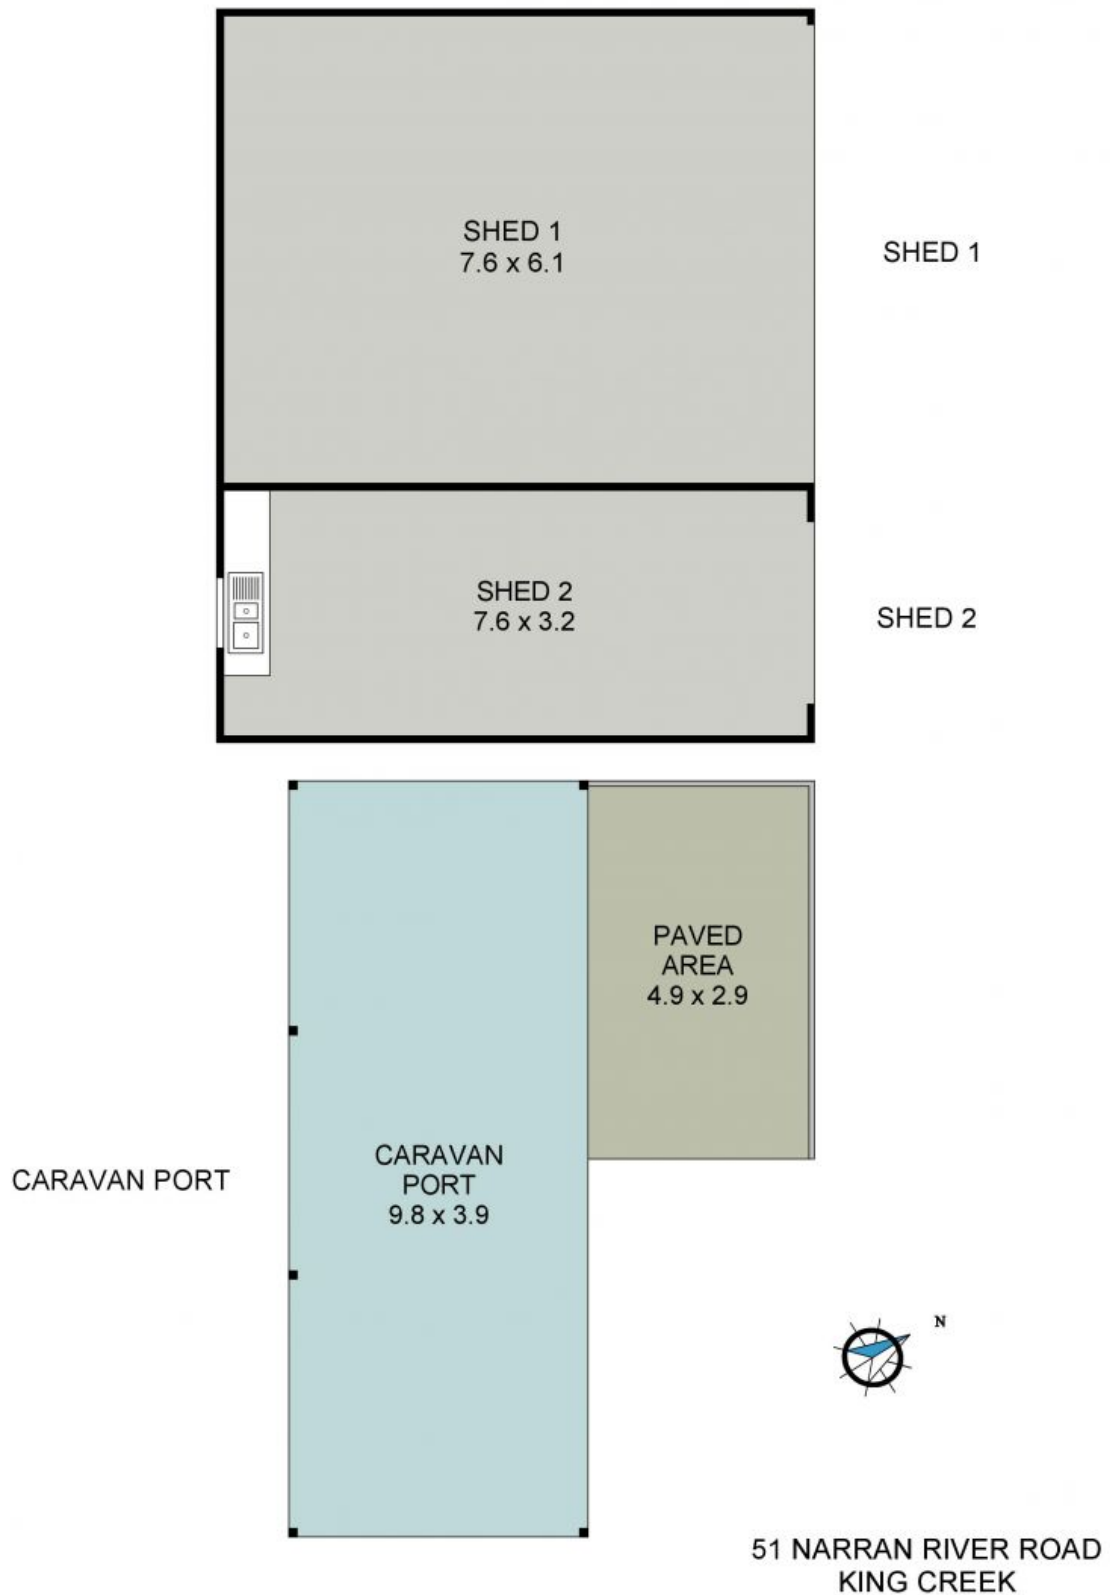 SHED 1
7.6 x 6.1
SHED 1
SHED 2
7.6 x 3.2
SHED 2
PAVED
AREA
4.9 x 2.9
CARAVAN PORT
CARAVAN
PORT
9.8 x 3.9
N
51 NARRAN RIVER ROAD
KING CREEK